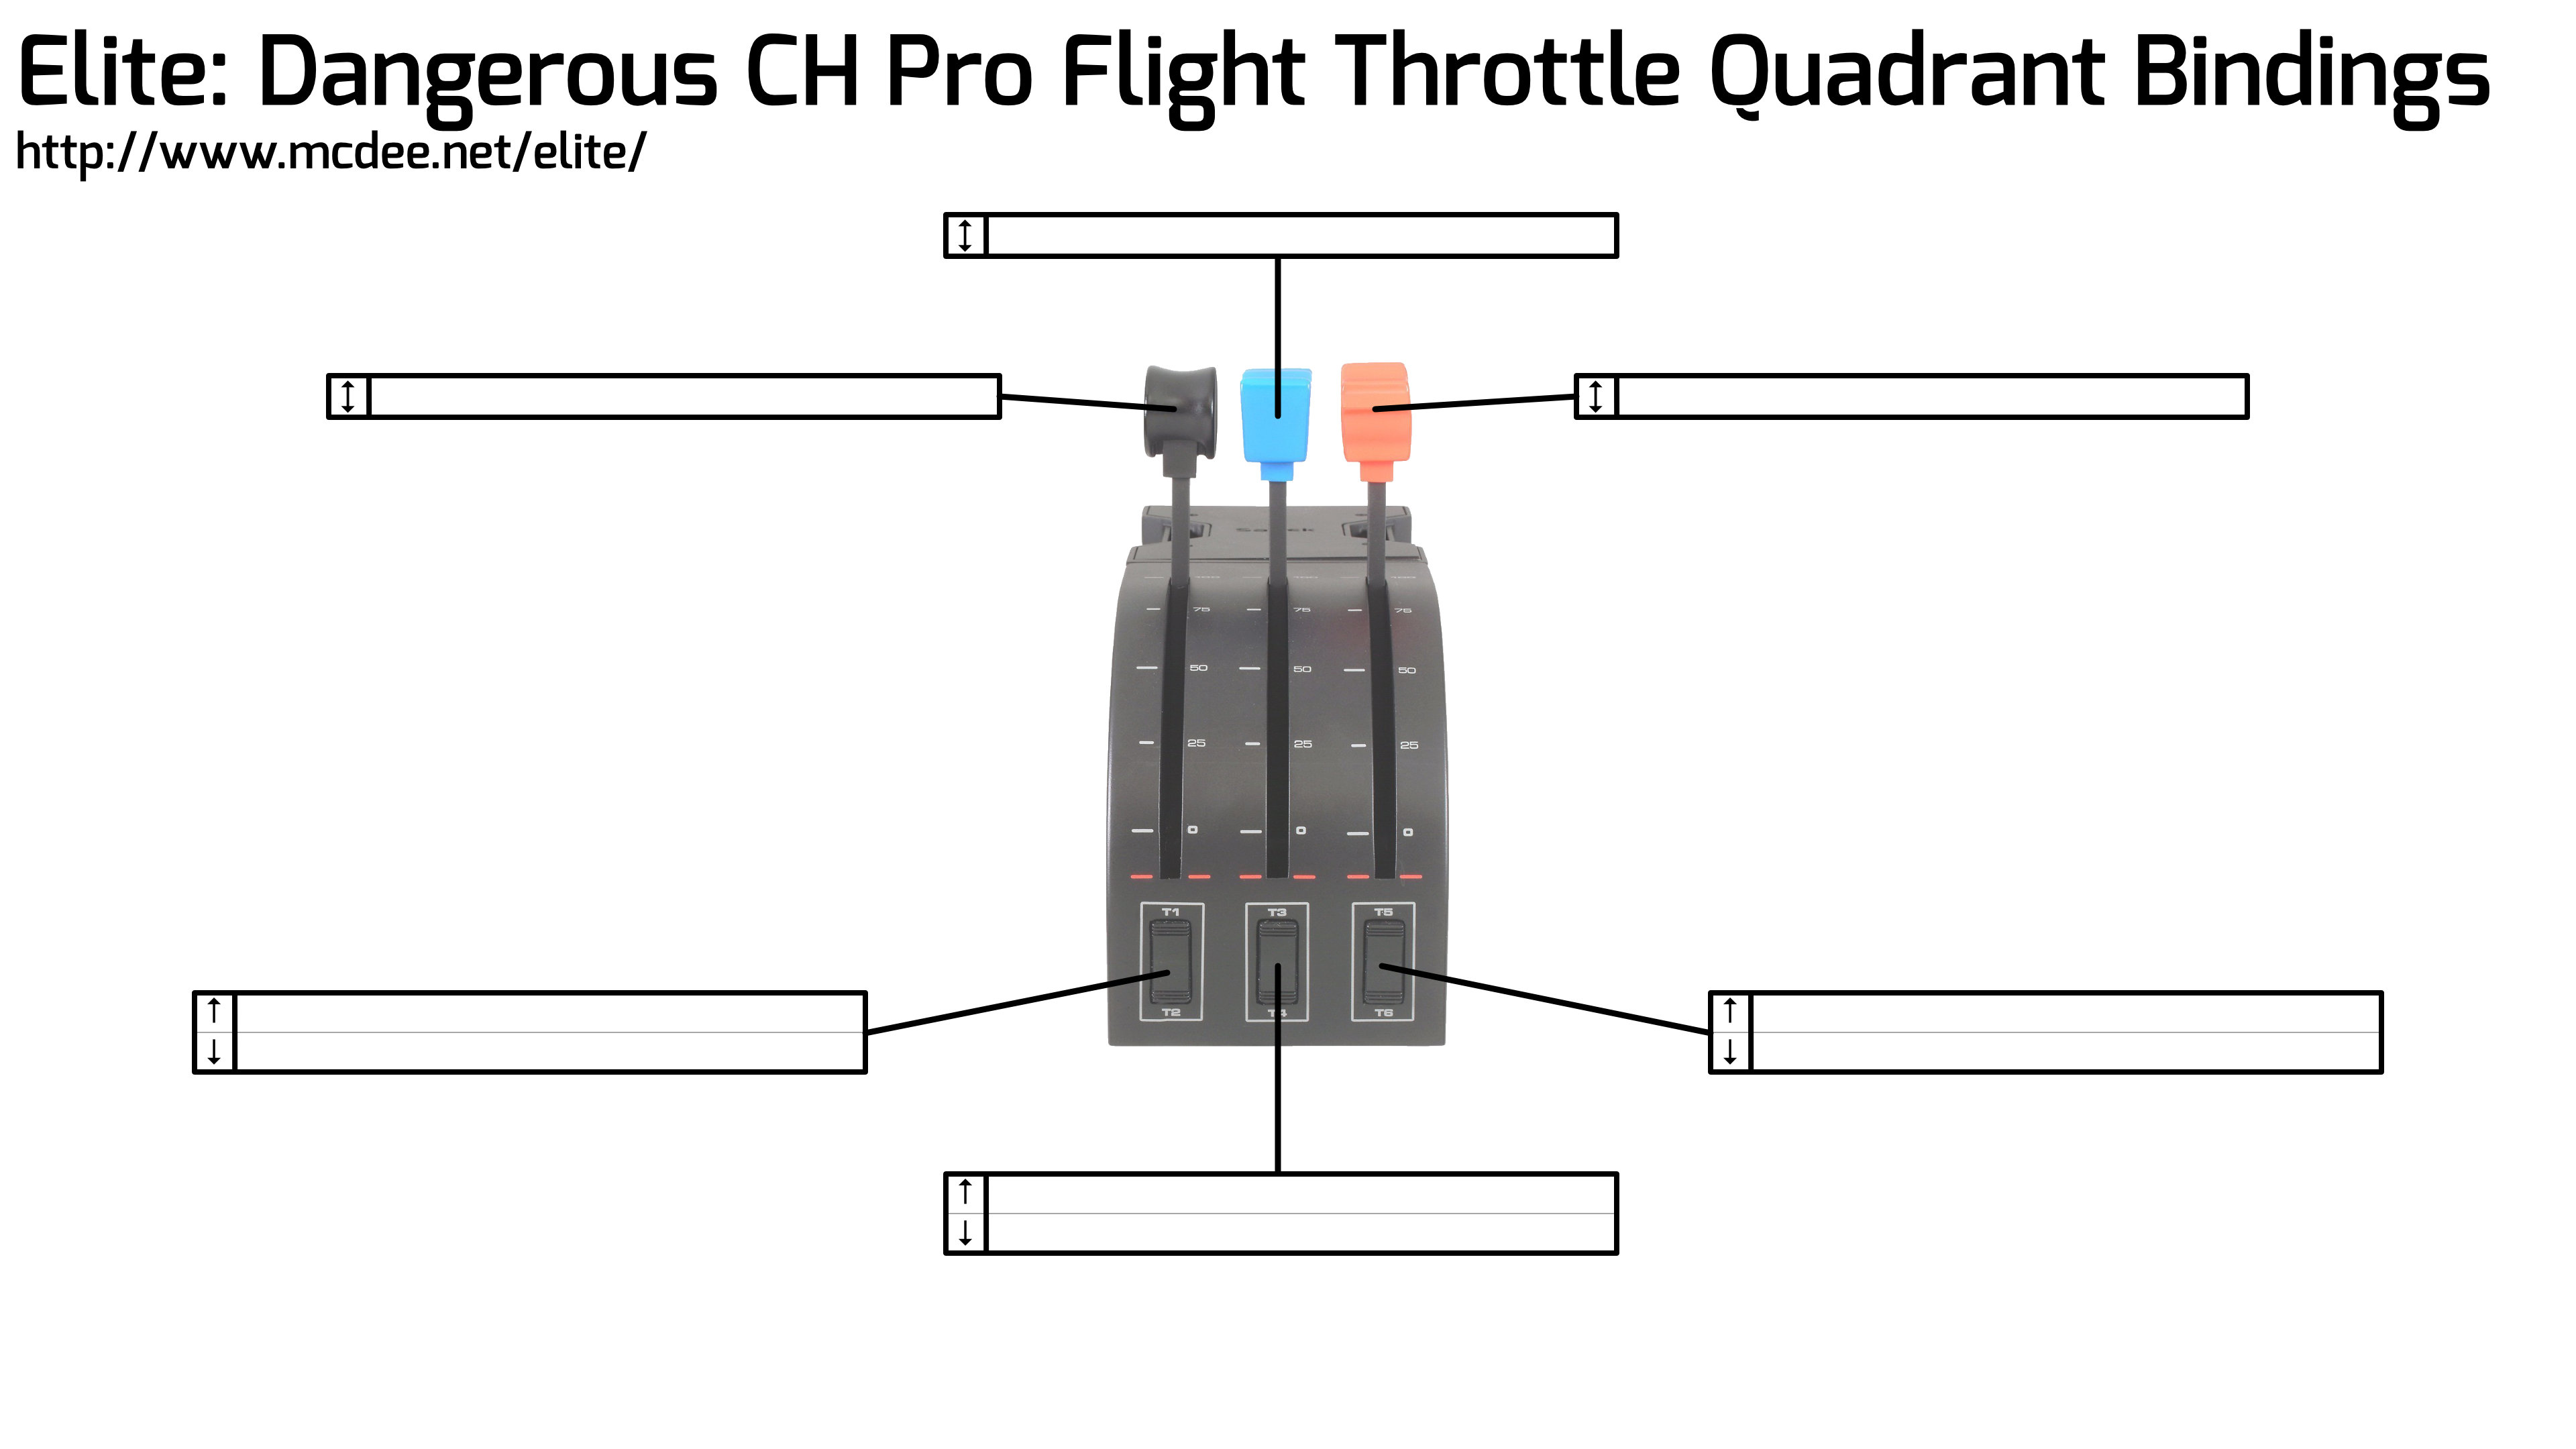 Elite: Dangerous CH Pro Flight Throttle Quadrant Bindings
http://www.mcdee.net/elite/
↕
↕ ↕
75 75 75
50 50 50
25 25 25
0 0 0
T1 T3 T5
T2 T4 T6
↑ ↑
↓ ↓
↑
↓